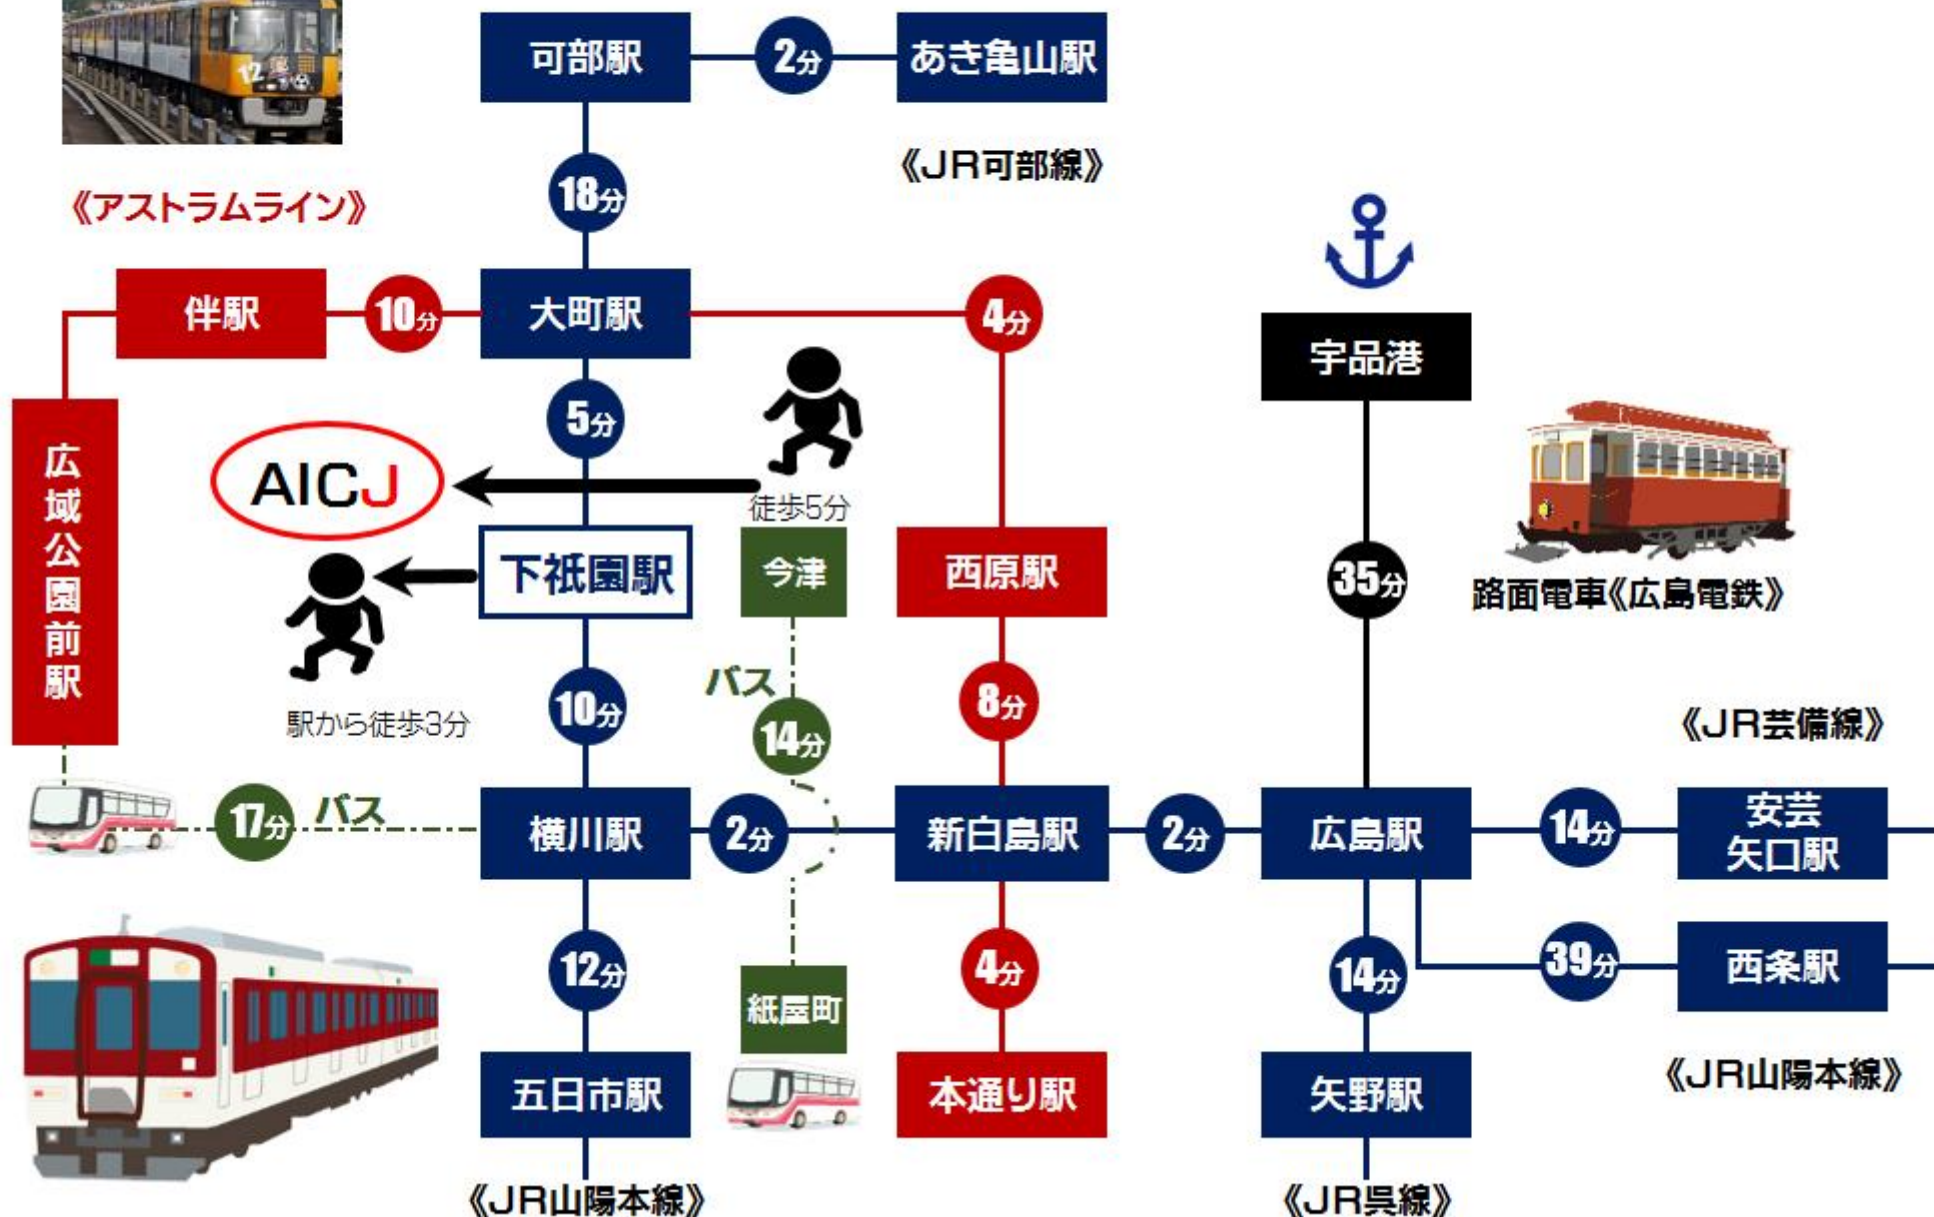 可部駅
2分
あき亀山駅
《JR可部線》
18分
《アストラムライン》
伴駅
10分
大町駅
4分
宇品港
5分
広域公園前駅
AICJ
徒歩5分
下祇園駅
今津
西原駅
35分
路面電車《広島電鉄》
バス
10分
8分
14分
駅から徒歩3分
《JR芸備線》
17分
バス
横川駅
2分
新白島駅
2分
広島駅
14分
安芸
矢口駅
12分
4分
14分
39分
西条駅
紙屋町
五日市駅
本通り駅
矢野駅
《JR山陽本線》
《JR山陽本線》
《JR呉線》
12